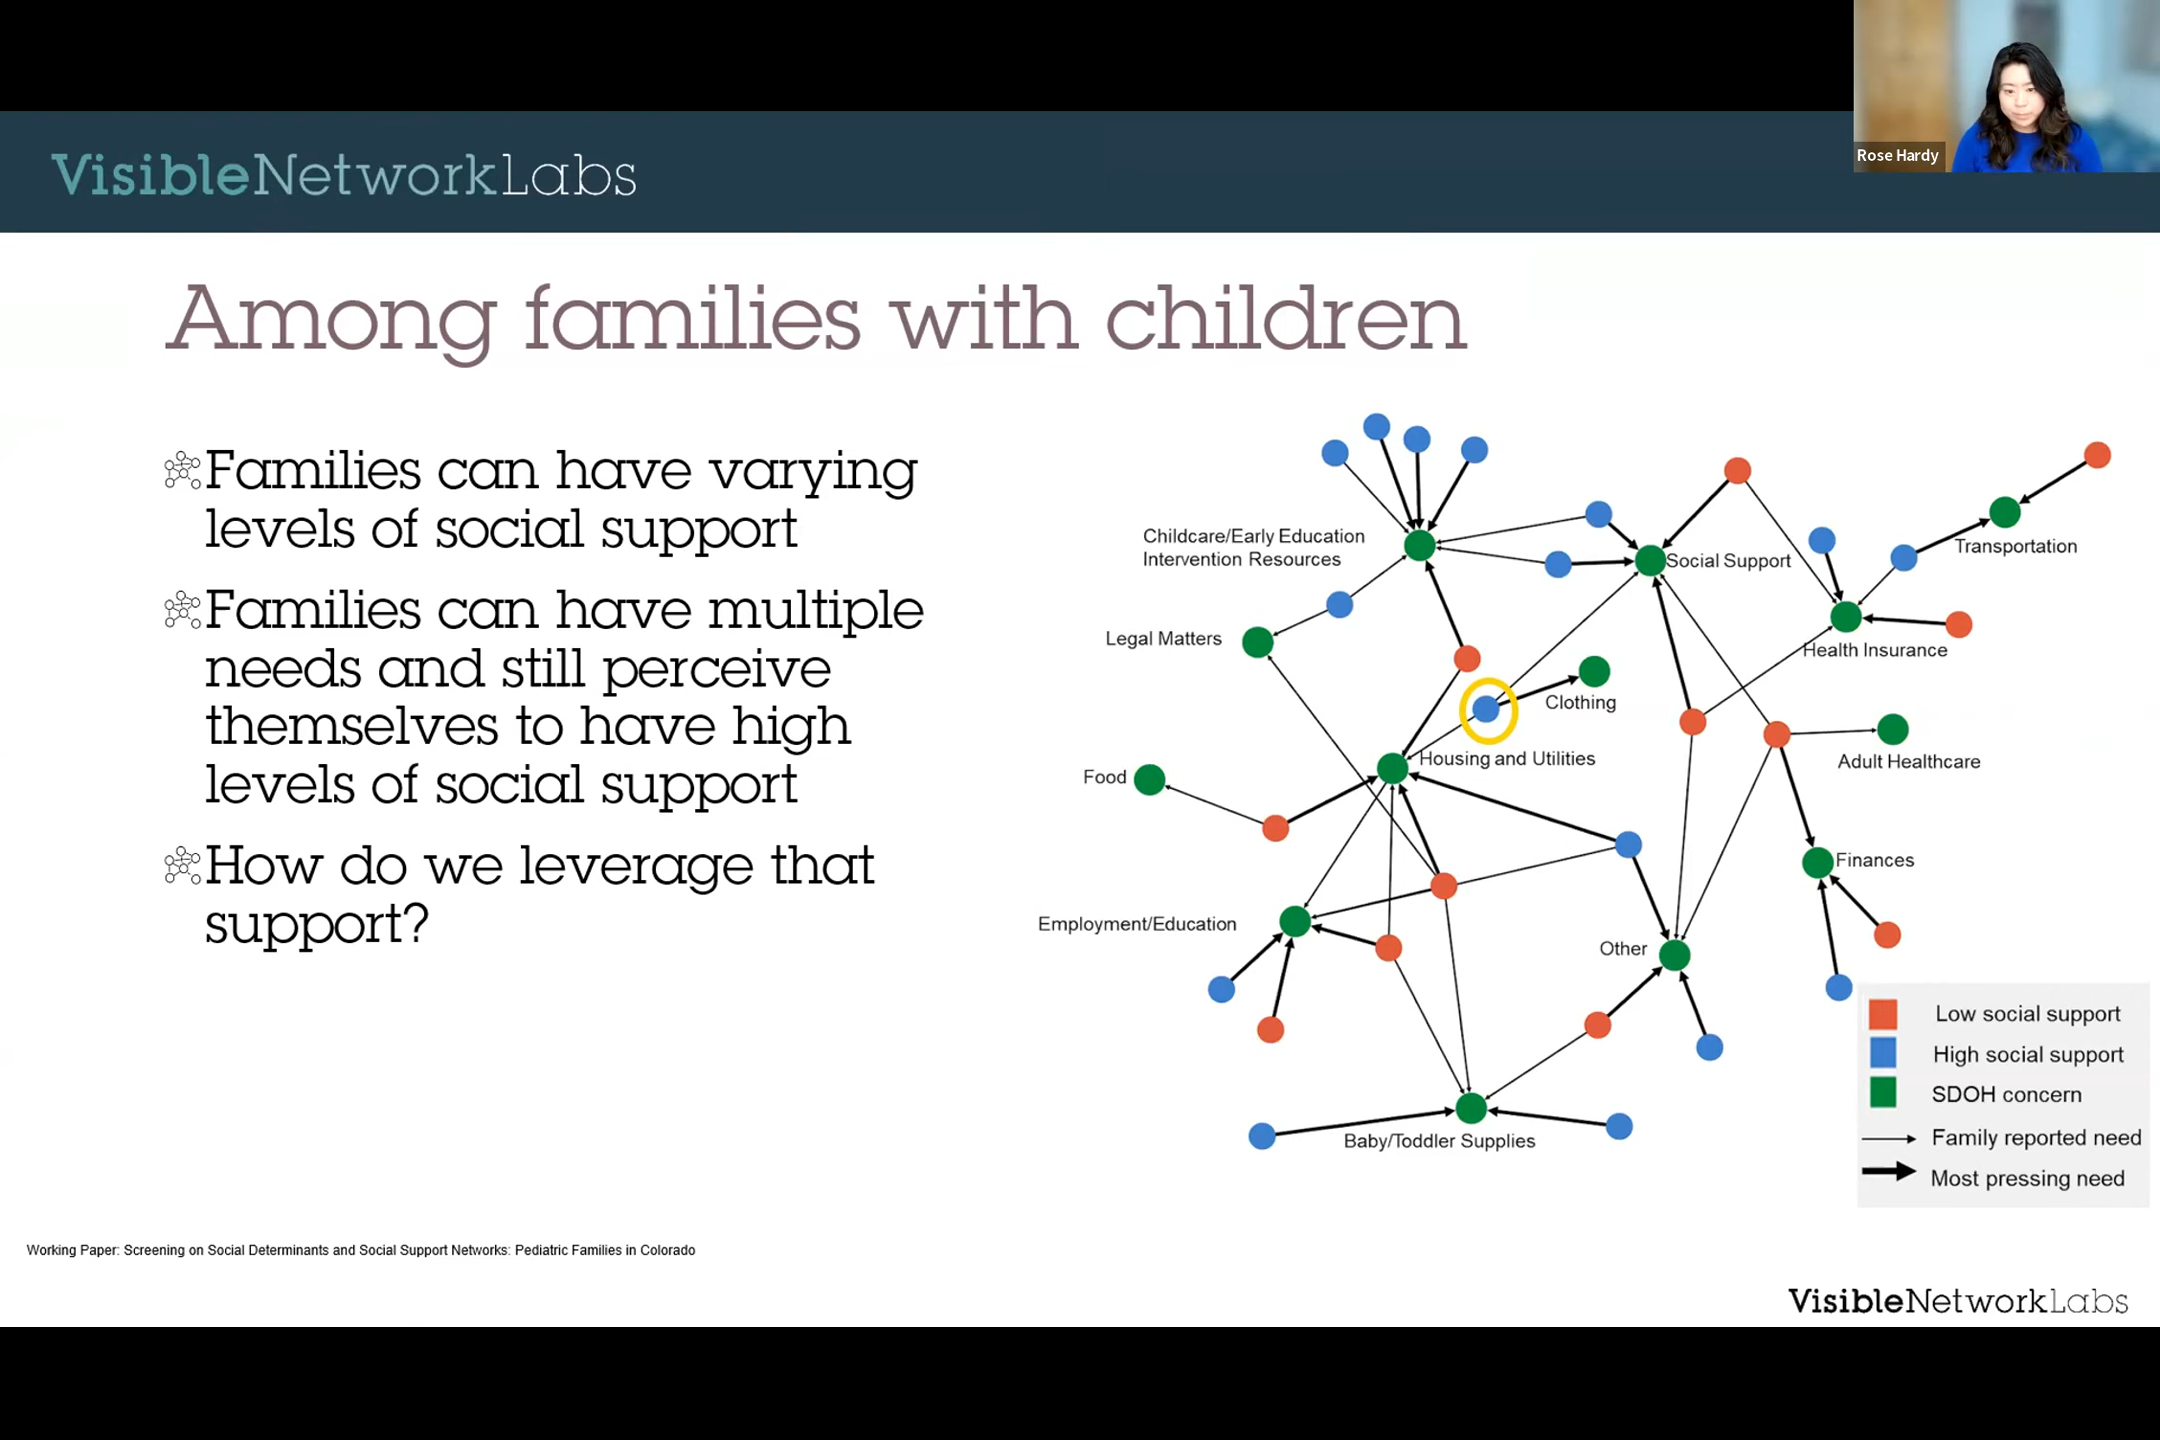 Rose Hardy
VisibleNetworkLabs
Among families with children
Families can have varying
levels of social support
Families can have multiple
needs and still perceive
themselves to have high
levels of social support
How do we leverage that
support?
Childcare/Early Education
Intervention Resources
Social Support
Transportation
Legal Matters
Health Insurance
Clothing
Housing and Utilities
Adult Healthcare
Food
Finances
Employment/Education
Other
Baby/Toddler Supplies
Low social support
High social support
SDOH concern
Family reported need
Most pressing need
Working Paper: Screening on Social Determinants and Social Support Networks: Pediatric Families in Colorado
VisibleNetworkLabs